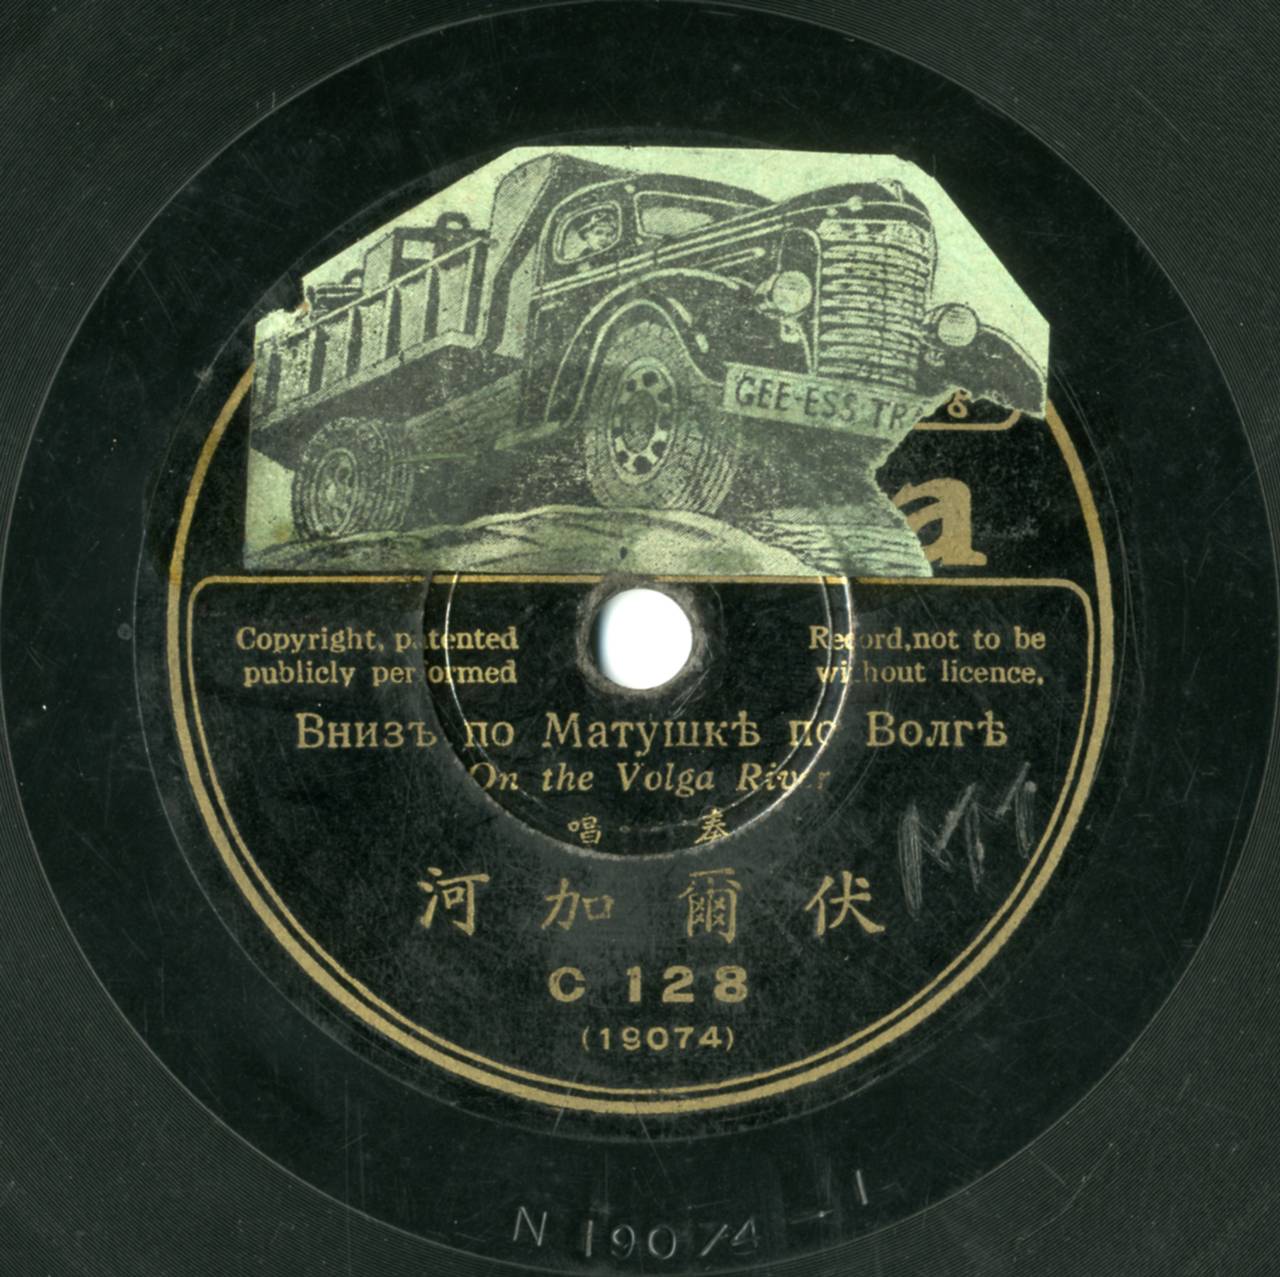 GEE-ESS TR
8
a
Copyright, patented Record,not to be
publicly performed without licence.
Внизъ по Матушкѣ по Волгѣ
On the Volga River
唱 奏
河 加 爾 伏
C 128
(19074)
N 19074-1